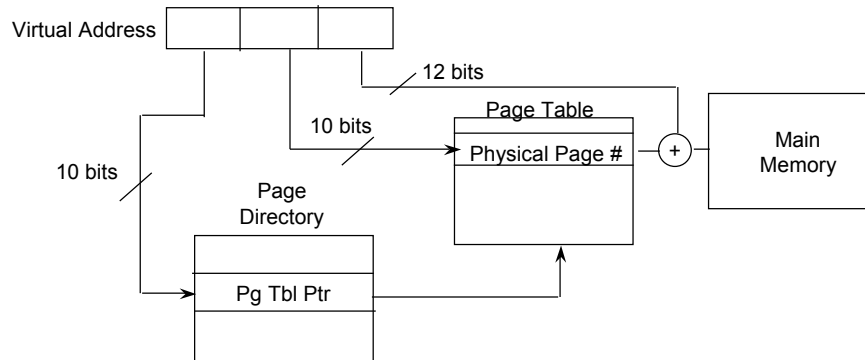 Virtual Address
12 bits
Page Table
10 bits
Physical Page #
+
Main
Memory
10 bits
Page
Directory
Pg Tbl Ptr